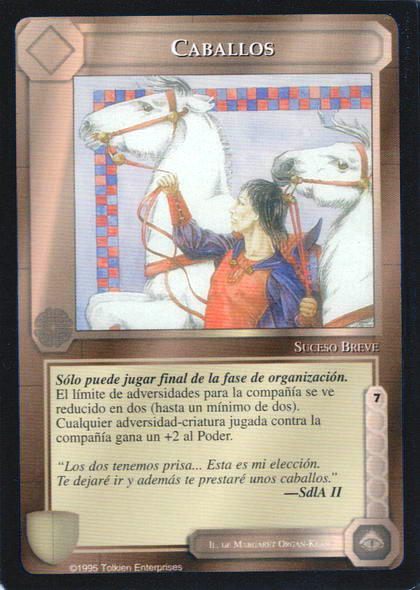 CABALLOS
SUCESO BREVE
Sólo puede jugar final de la fase de organización.
El límite de adversidades para la compañía se ve
reducido en dos (hasta un mínimo de dos).
Cualquier adversidad-criatura jugada contra la
compañía gana un +2 al Poder.
7
“Los dos tenemos prisa... Esta es mi elección.
Te dejaré ir y además te prestaré unos caballos.”
—SdlA II
IL. DE MARGARET ORGAN-KEAN
©1995 Tolkien Enterprises